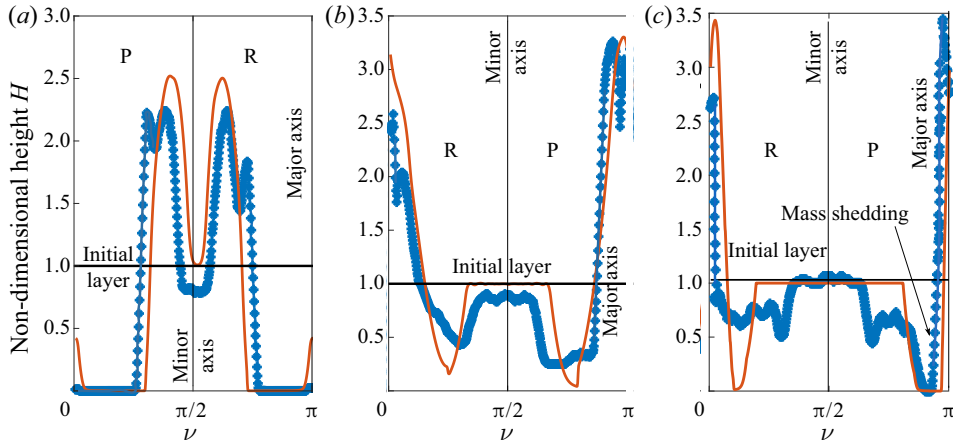 (a)
(b)
(c)
Non-dimensional height H
3.0
2.5
2.0
1.5
1.0
0.5
P
R
Major axis
Initial
layer
Minor
axis
0
π/2
π
ν
3.5
3.0
2.5
2.0
1.5
1.0
0.5
Minor
axis
R
P
Initial layer
Major axis
0
π/2
π
ν
3.5
3.0
2.5
2.0
1.5
1.0
0.5
Minor
axis
Major axis
R
P
Mass shedding
Initial layer
0
π/2
π
ν